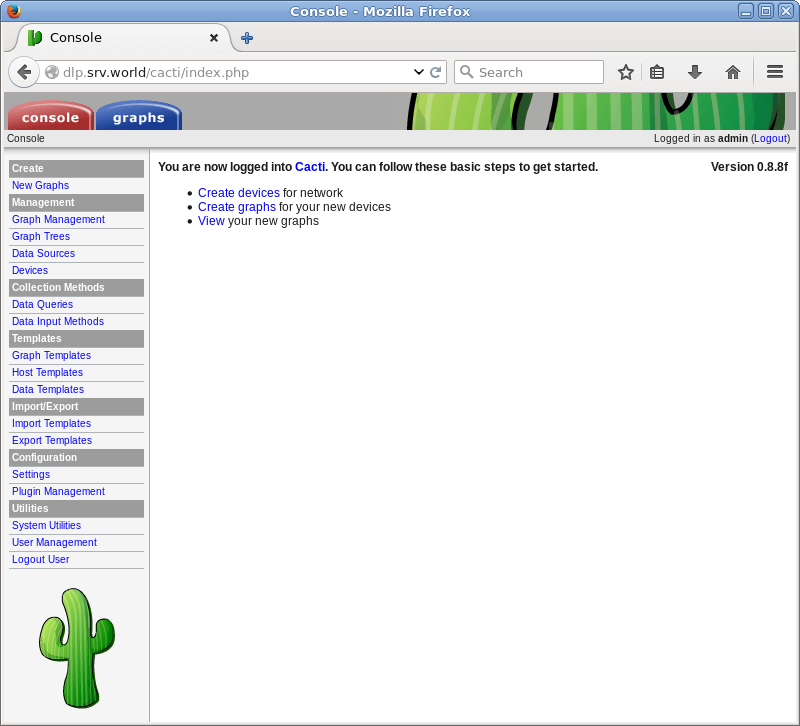 Console - Mozilla Firefox
Console
dlp.srv.world/cacti/index.php
Search
console graphs
Console Logged in as admin (Logout)
Create
New Graphs
Management
Graph Management
Graph Trees
Data Sources
Devices
Collection Methods
Data Queries
Data Input Methods
Templates
Graph Templates
Host Templates
Data Templates
Import/Export
Import Templates
Export Templates
Configuration
Settings
Plugin Management
Utilities
System Utilities
User Management
Logout User
You are now logged into Cacti. You can follow these basic steps to get started. Version 0.8.8f
• Create devices for network
• Create graphs for your new devices
• View your new graphs